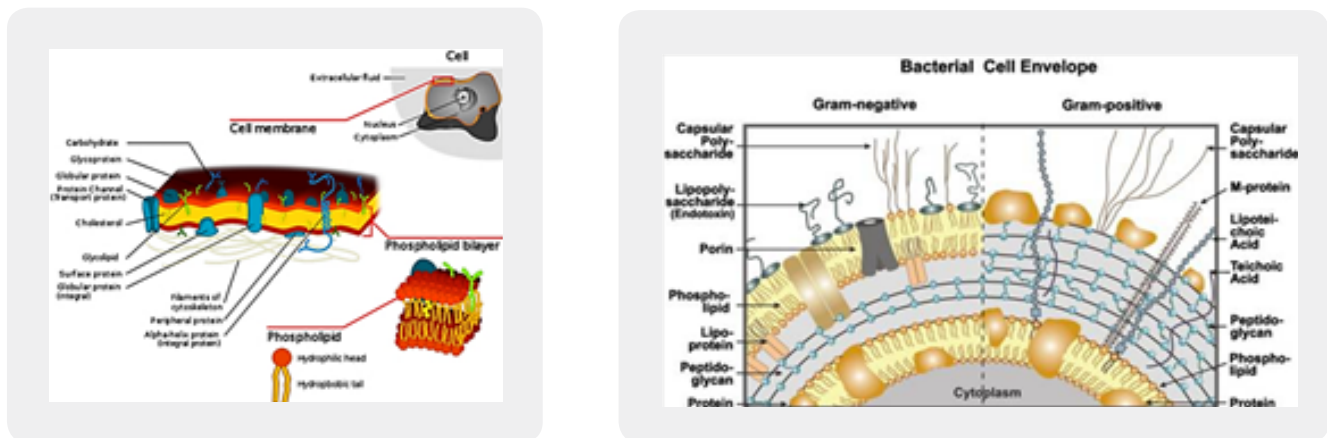 Cell
Extracellular fluid
Nucleus
Cytoplasm
Cell membrane
Carbohydrate
Glycoprotein
Globular protein
Protein Channel
(transport protein)
Cholesterol
Glycolipid
Surface protein
Globular protein
(integral)
Filaments of
cytoskeleton
Peripheral protein
Alpha-helix protein
(integral protein)
Phospholipid bilayer
Phospholipid
Hydrophilic head
Hydrophobic tail
Bacterial Cell Envelope
Gram-negative
Gram-positive
Capsular
Poly-
saccharide
Lipopoly-
saccharide
(Endotoxin)
Porin
Phospho-
lipid
Lipo-
protein
Peptido-
glycan
Protein
Cytoplasm
Capsular
Poly-
saccharide
M-protein
Lipotei-
choic
Acid
Teichoic
Acid
Peptido-
glycan
Phospho-
lipid
Protein